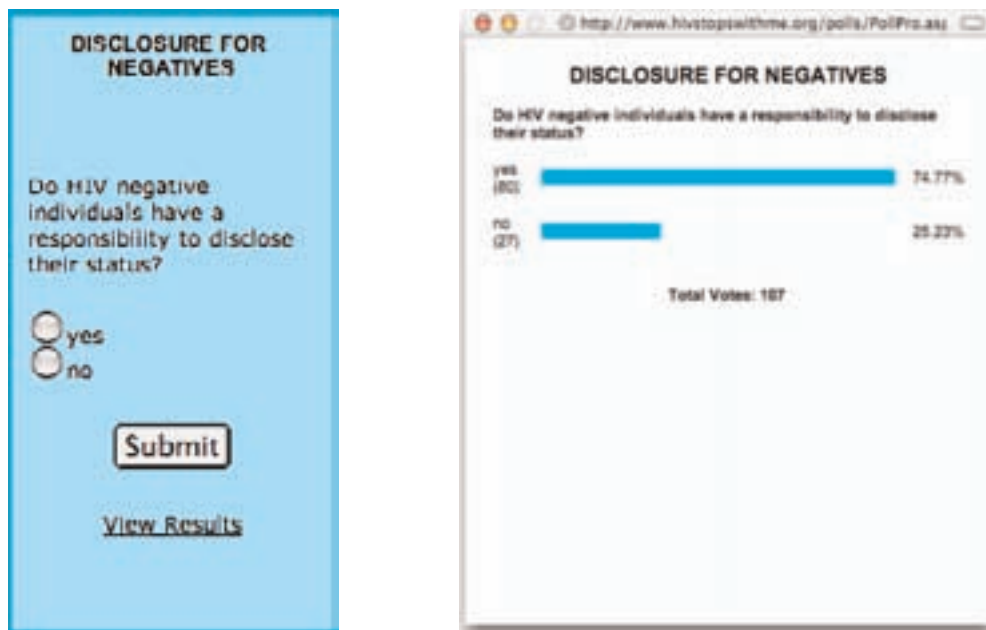 DISCLOSURE FOR
NEGATIVES
Do HIV negative
individuals have a
responsibility to disclose
their status?
yes
no
Submit
View Results
http://www.hivstopswithme.org/polls/PollPro.as
DISCLOSURE FOR NEGATIVES
Do HIV negative individuals have a responsibility to disclose
their status?
yes
(80)
74.77%
no
(27)
25.23%
Total Votes: 107